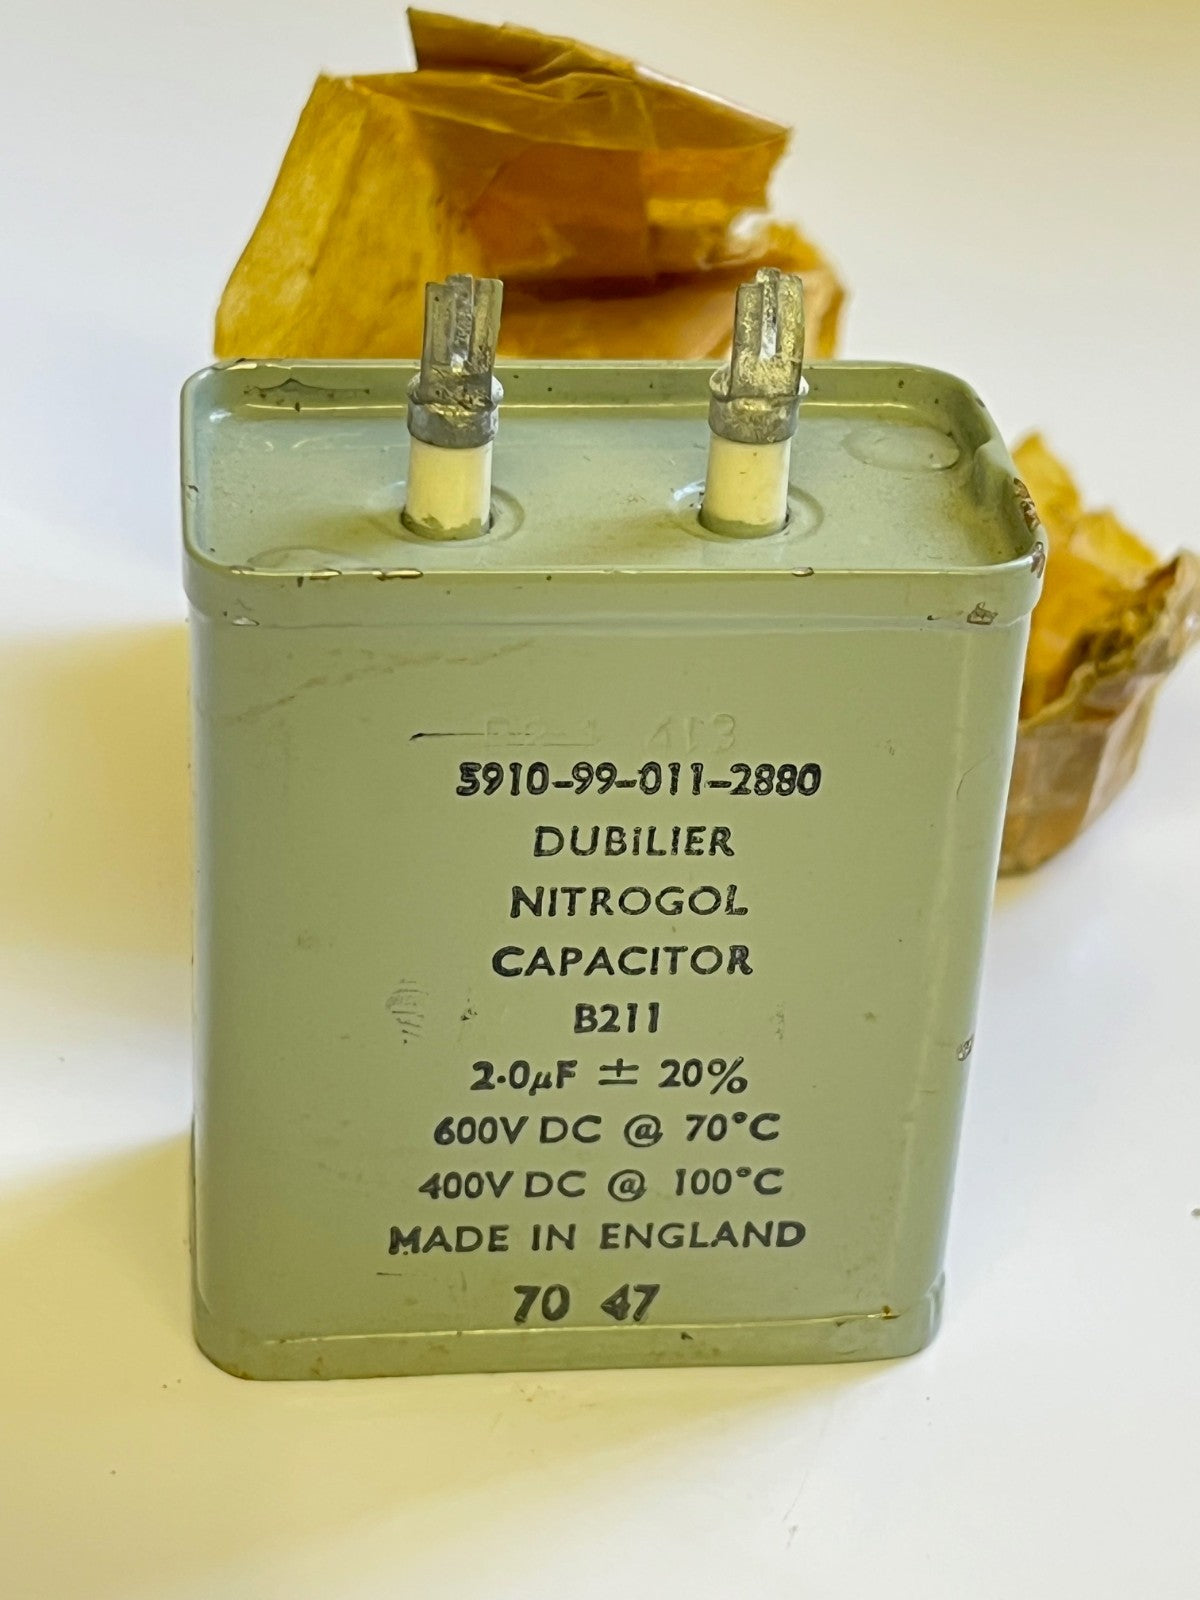 5910-99-011-2880
DUBILIER
NITROGOL
CAPACITOR
B211
2.0µF ± 20%
600V DC @ 70°C
400V DC @ 100°C
MADE IN ENGLAND
70 47